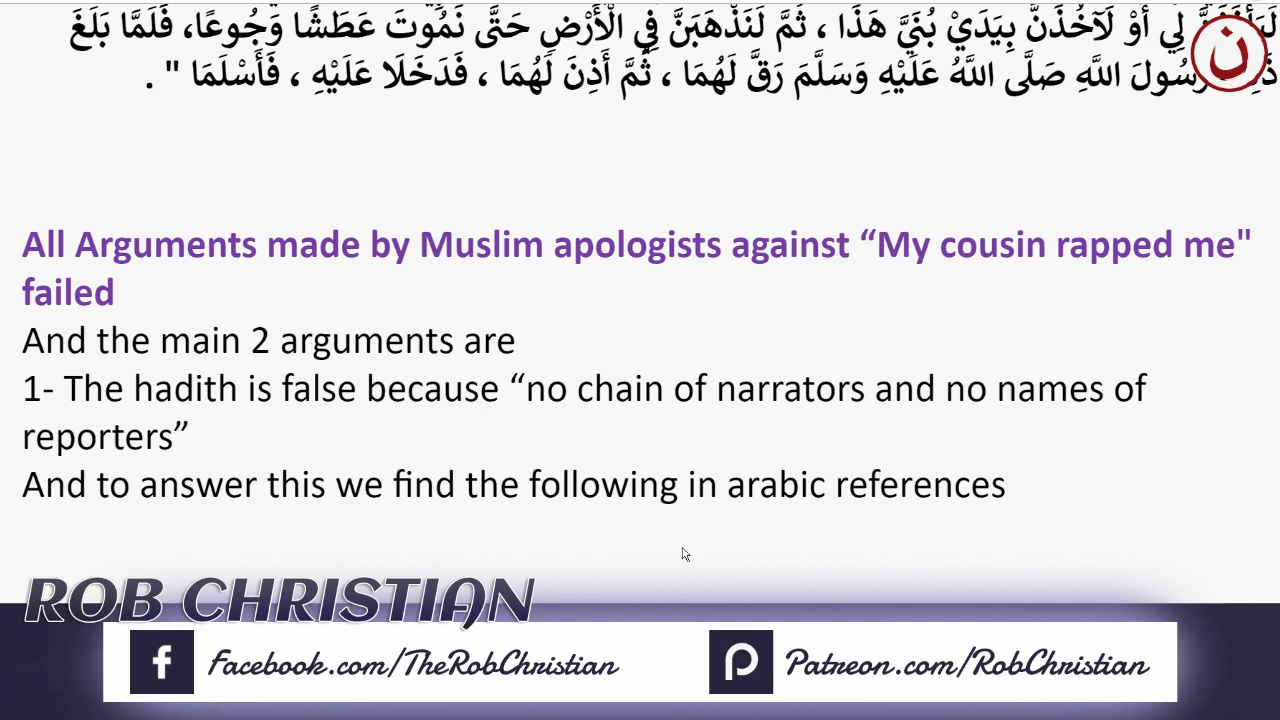 لِي أَوْ لَآخُذَنَّ بِيَدَيْ بُنَيَّ هَذَا ، ثُمَّ لَنَذْهَبَنَّ فِي الْأَرْضِ حَتَّى نَمُوتَ عَطَشًا وَجُوعًا، فَلَمَّا بَلَغَ
رَسُولَ اللَّهِ صَلَّى اللَّهُ عَلَيْهِ وَسَلَّمَ رَقَّ لَهُمَا ، ثُمَّ أَذِنَ لَهُمَا ، فَدَخَلَا عَلَيْهِ ، فَأَسْلَمَا " .
ن
All Arguments made by Muslim apologists against “My cousin rapped me"
failed
And the main 2 arguments are
1- The hadith is false because “no chain of narrators and no names of
reporters”
And to answer this we find the following in arabic references
ROB CHRISTIAN
Facebook.com/TheRobChristian
Patreon.com/RobChristian